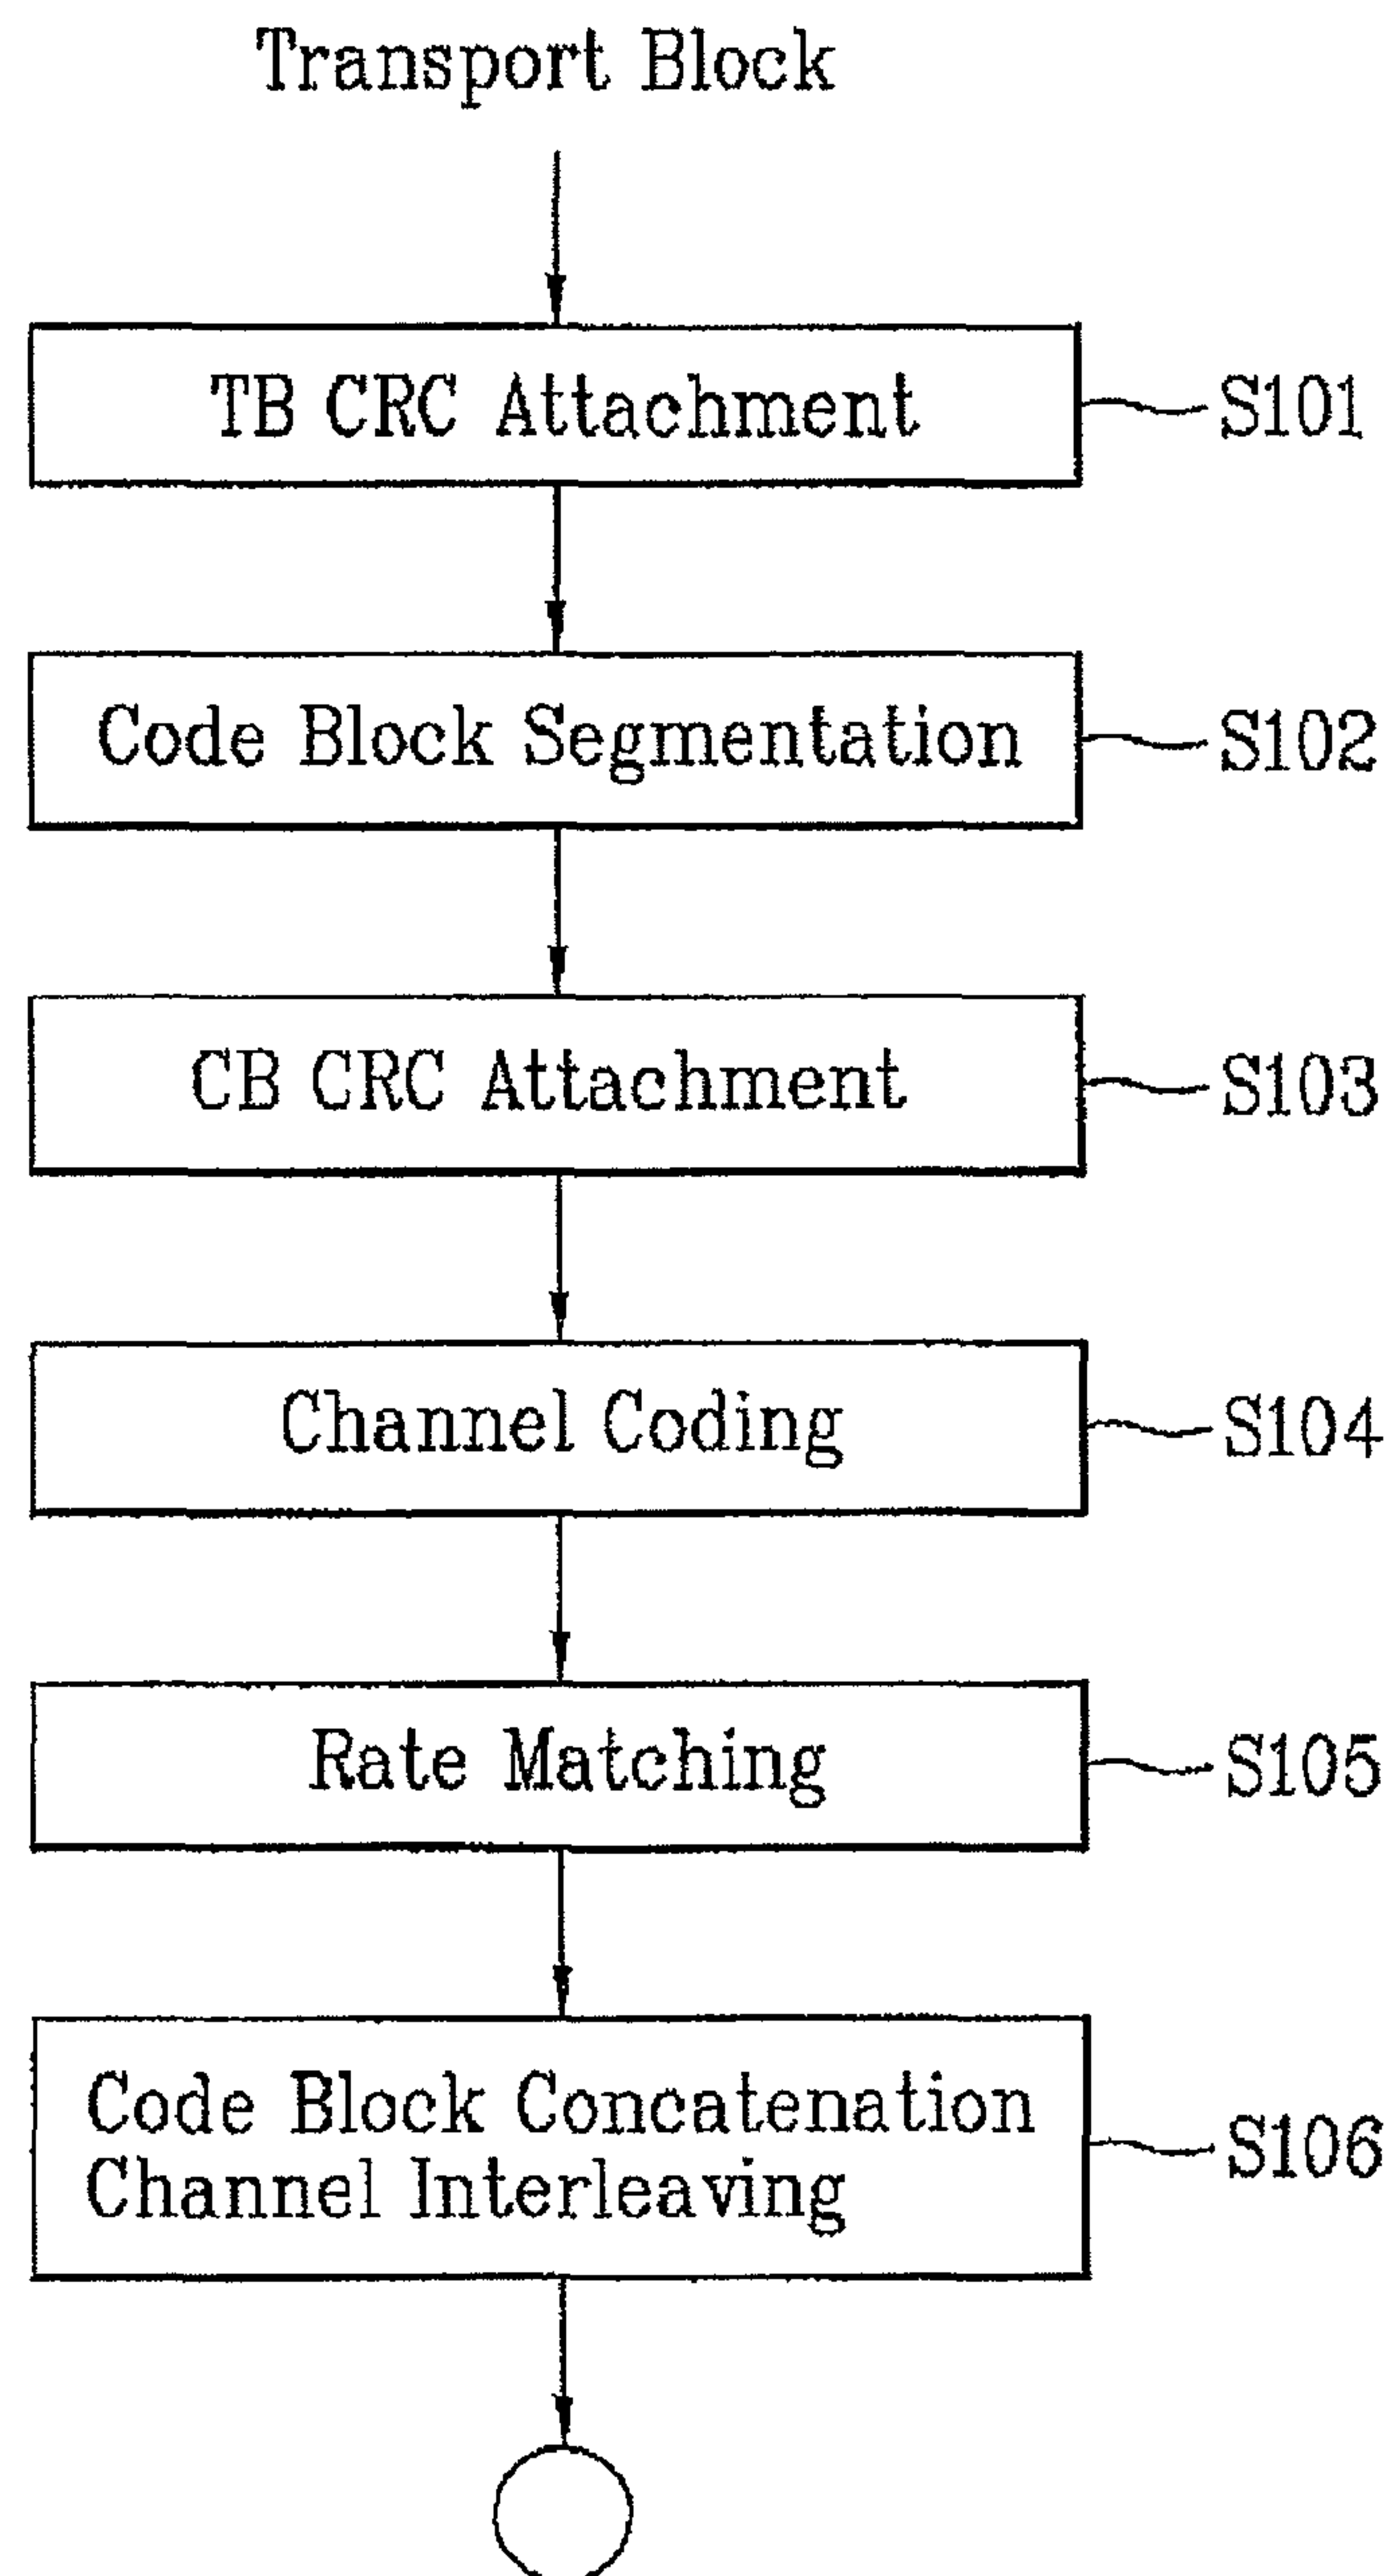 Transport Block
TB CRC Attachment
S101
Code Block Segmentation
S102
CB CRC Attachment
S103
Channel Coding
S104
Rate Matching
S105
Code Block Concatenation
Channel Interleaving
S106